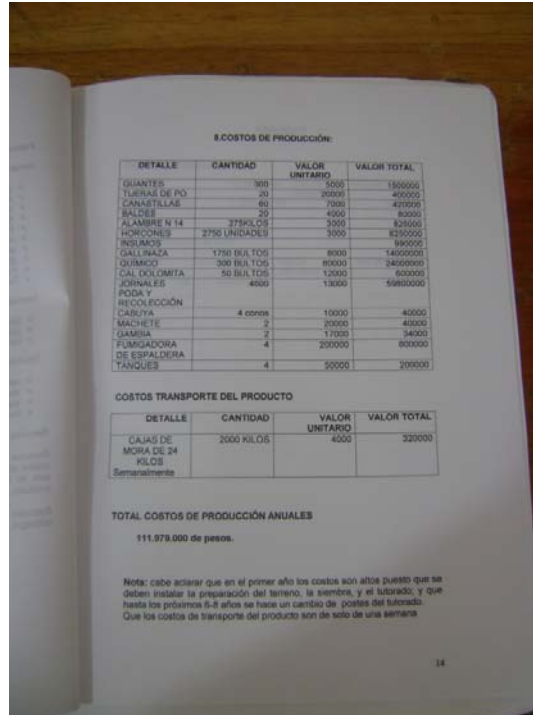 8.COSTOS DE PRODUCCIÓN:
DETALLE CANTIDAD VALOR UNITARIO VALOR TOTAL
GUANTES 300 5000 1500000
TIJERAS DE PO 20 20000 400000
CANASTILLAS 60 7000 420000
BALDES 20 4000 80000
ALAMBRE N 14 275KILOS 3000 825000
HORCONES 2750 UNIDADES 3000 8250000
INSUMOS 990000
GALLINAZA 1750 BULTOS 8000 14000000
QUÍMICO 300 BULTOS 80000 24000000
CAL DOLOMITA 50 BULTOS 12000 600000
JORNALES 4600 13000 59800000
PODA Y
RECOLECCIÓN
CABUYA 4 conos 10000 40000
MACHETE 2 20000 40000
GAMBIA 2 17000 34000
FUMIGADORA 4 200000 800000
DE ESPALDERA
TANQUES 4 50000 200000
COSTOS TRANSPORTE DEL PRODUCTO
DETALLE CANTIDAD VALOR UNITARIO VALOR TOTAL
CAJAS DE 2000 KILOS 4000 320000
MORA DE 24
KILOS
Semanalmente
TOTAL COSTOS DE PRODUCCIÓN ANUALES
111.979.000 de pesos.
Nota: cabe aclarar que en el primer año los costos son altos puesto que se
deben instalar la preparación del terreno, la siembra, y el tutorado; y que
hasta los próximos 6-8 años se hace un cambio de postes del tutorado.
Que los costos de transporte del producto son de solo de una semana
14